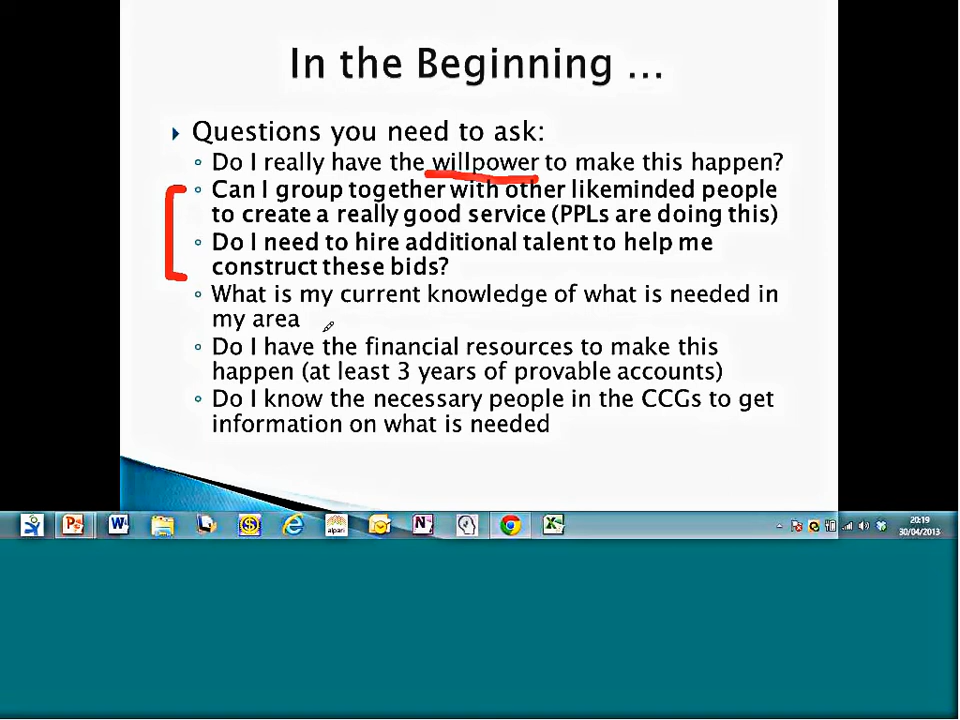 In the Beginning ...
Questions you need to ask:
Do I really have the willpower to make this happen?
Can I group together with other likeminded people
to create a really good service (PPLs are doing this)
Do I need to hire additional talent to help me
construct these bids?
What is my current knowledge of what is needed in
my area
Do I have the financial resources to make this
happen (at least 3 years of provable accounts)
Do I know the necessary people in the CCGs to get
information on what is needed
alpari
20:19
30/04/2013